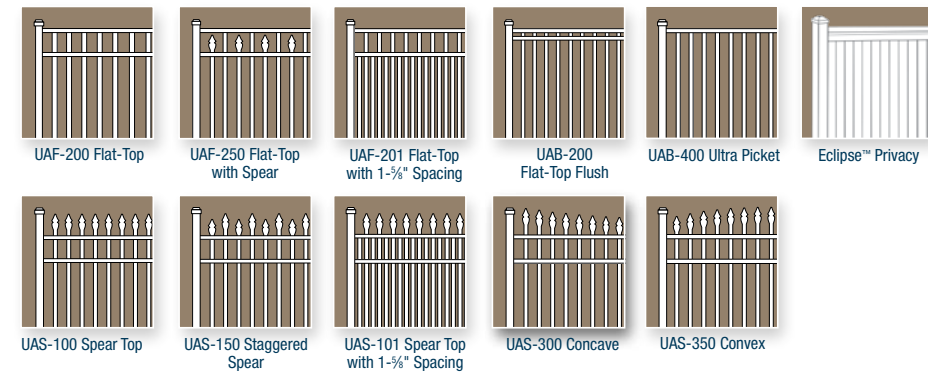 UAF-200 Flat-Top
UAF-250 Flat-Top
with Spear
UAF-201 Flat-Top
with 1-⅝" Spacing
UAB-200
Flat-Top Flush
UAB-400 Ultra Picket
Eclipse™ Privacy
UAS-100 Spear Top
UAS-150 Staggered
Spear
UAS-101 Spear Top
with 1-⅝" Spacing
UAS-300 Concave
UAS-350 Convex